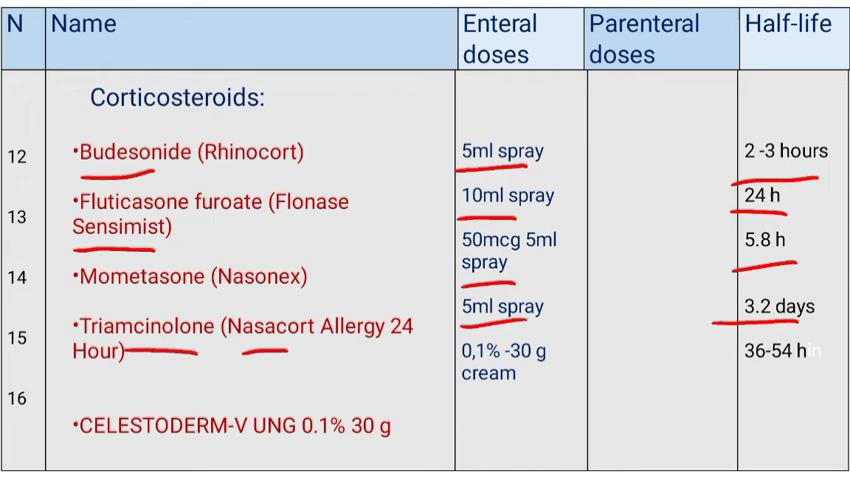 N Name Enteral doses Parenteral doses Half-life
Corticosteroids:
12 •Budesonide (Rhinocort) 5ml spray 2 -3 hours
13 •Fluticasone furoate (Flonase Sensimist) 10ml spray 24 h
14 •Mometasone (Nasonex) 50mcg 5ml spray 5.8 h
15 •Triamcinolone (Nasacort Allergy 24 Hour) 5ml spray 3.2 days
16 •CELESTODERM-V UNG 0.1% 30 g 0,1% -30 g cream 36-54 h in